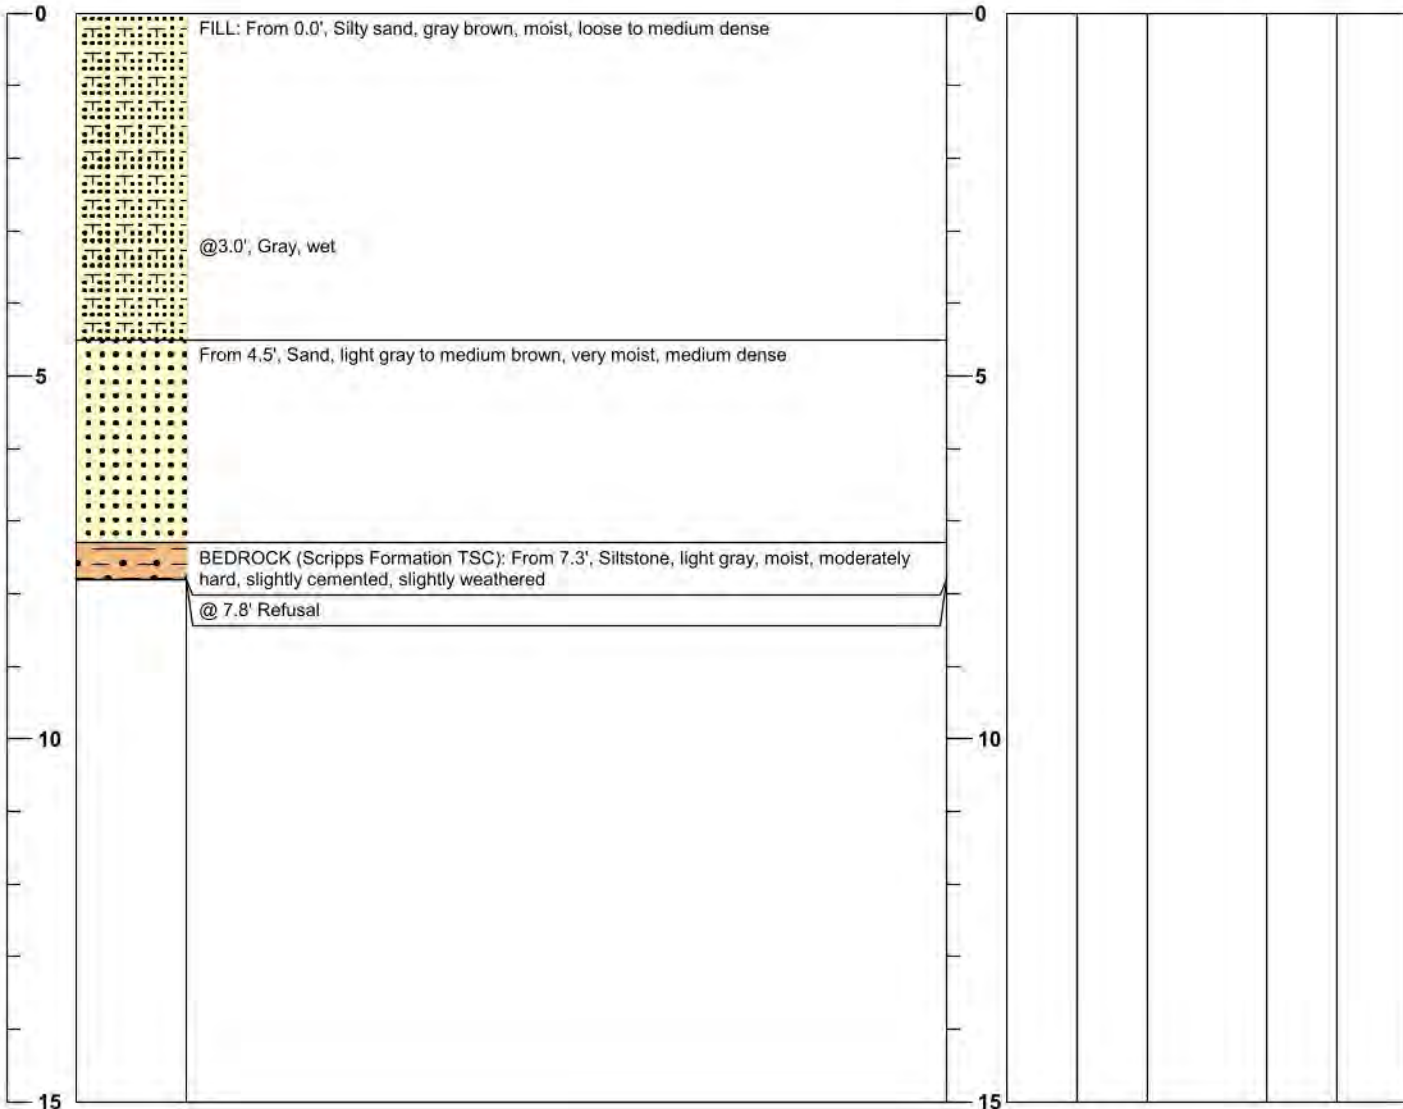 0
FILL: From 0.0', Silty sand, gray brown, moist, loose to medium dense
0
@3.0', Gray, wet
From 4.5', Sand, light gray to medium brown, very moist, medium dense
5
5
BEDROCK (Scripps Formation TSC): From 7.3', Siltstone, light gray, moist, moderately
hard, slightly cemented, slightly weathered
@ 7.8' Refusal
10
10
15
15